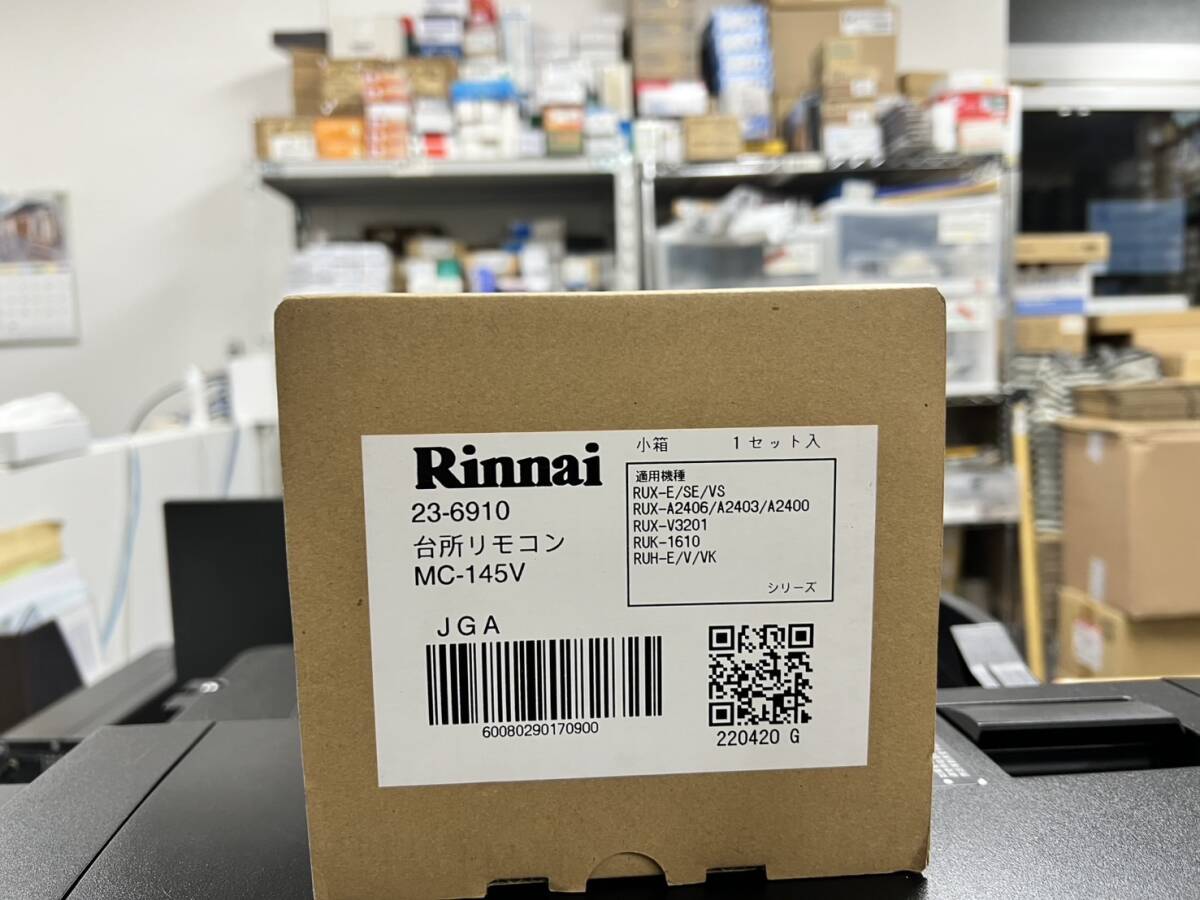 Rinnai
23-6910
台所リモコン
MC-145V
小箱 1セット入
適用機種
RUX-E/SE/VS
RUX-A2406/A2403/A2400
RUX-V3201
RUK-1610
RUH-E/V/VK
シリーズ
JGA
60080290170900
220420 G